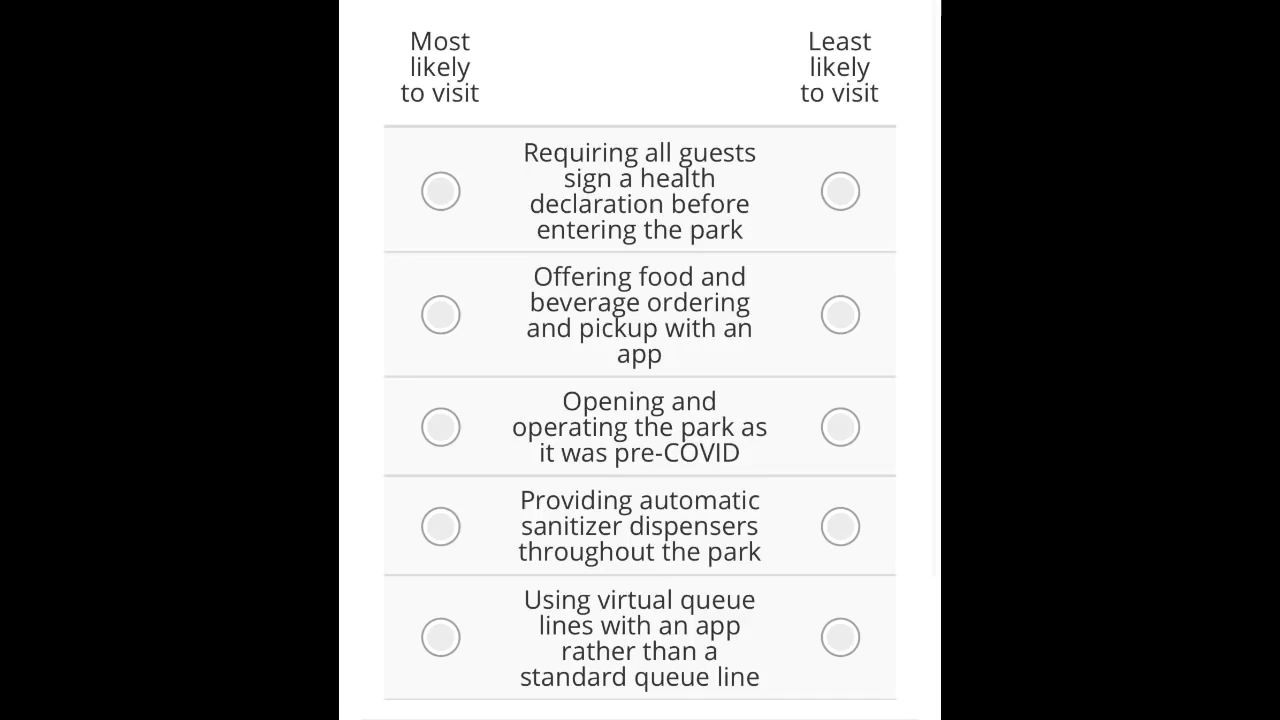 Most
likely
to visit
Least
likely
to visit
Requiring all guests
sign a health
declaration before
entering the park
Offering food and
beverage ordering
and pickup with an
app
Opening and
operating the park as
it was pre-COVID
Providing automatic
sanitizer dispensers
throughout the park
Using virtual queue
lines with an app
rather than a
standard queue line